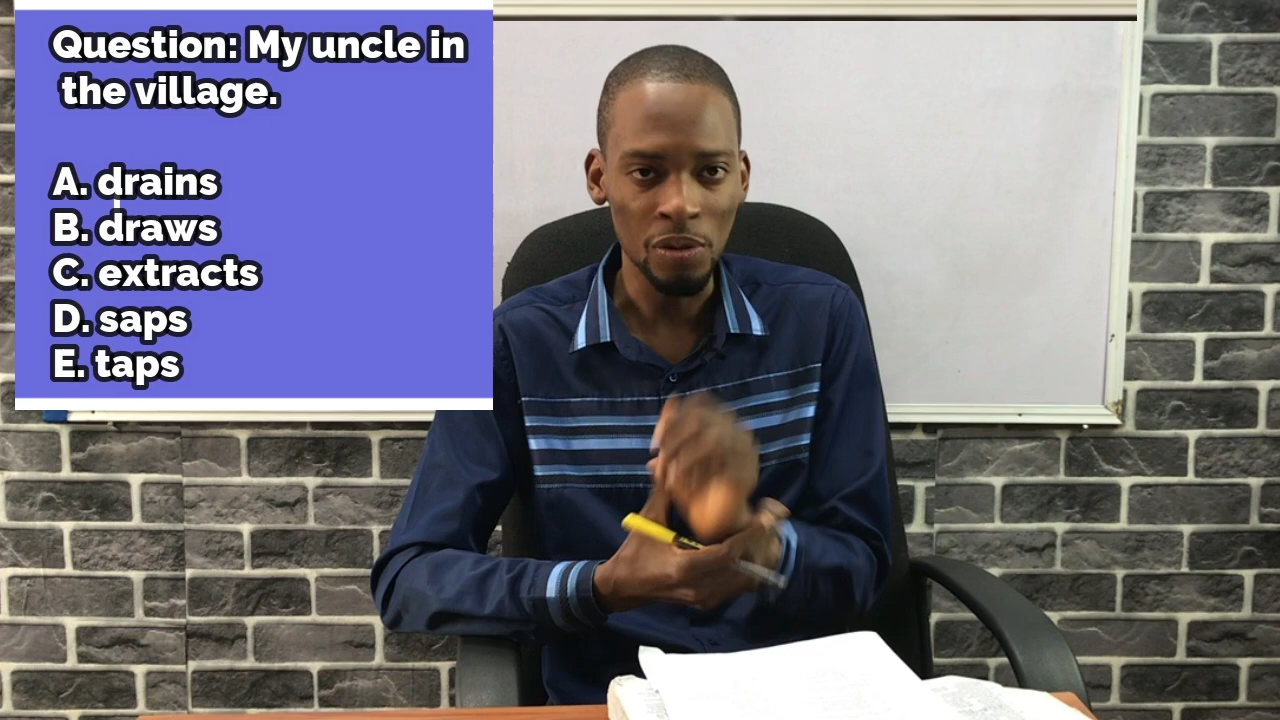 Question: My uncle in
the village.
A. drains
B. draws
C. extracts
D. saps
E. taps